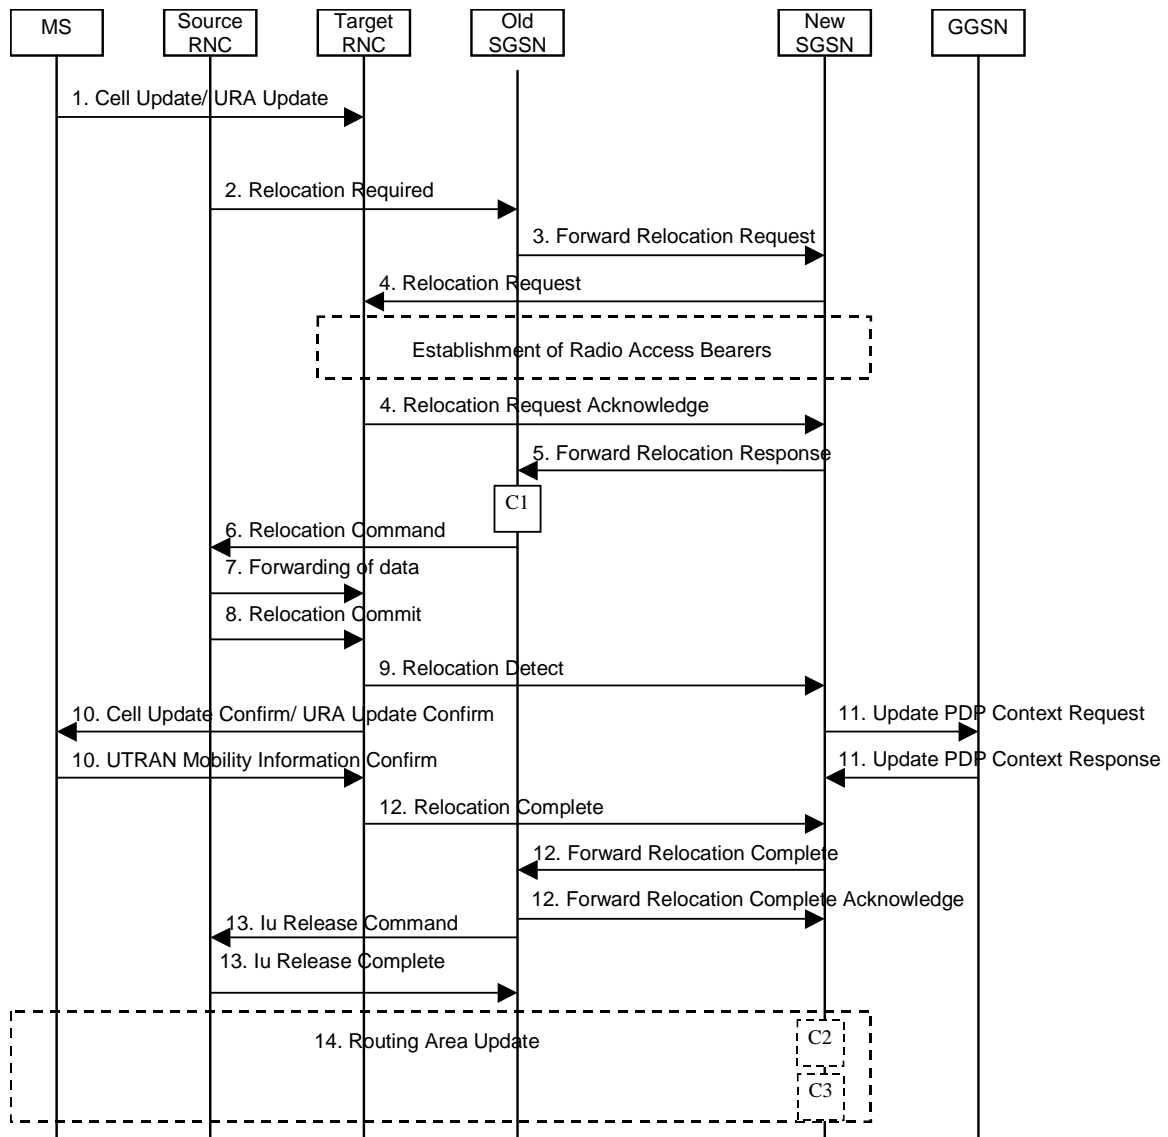 MS
Source
RNC
Target
RNC
Old
SGSN
New
SGSN
GGSN
1. Cell Update/ URA Update
2. Relocation Required
3. Forward Relocation Request
4. Relocation Request
Establishment of Radio Access Bearers
4. Relocation Request Acknowledge
5. Forward Relocation Response
C1
6. Relocation Command
7. Forwarding of data
8. Relocation Commit
9. Relocation Detect
10. Cell Update Confirm/ URA Update Confirm
11. Update PDP Context Request
10. UTRAN Mobility Information Confirm
11. Update PDP Context Response
12. Relocation Complete
12. Forward Relocation Complete
12. Forward Relocation Complete Acknowledge
13. Iu Release Command
13. Iu Release Complete
14. Routing Area Update
C2
C3